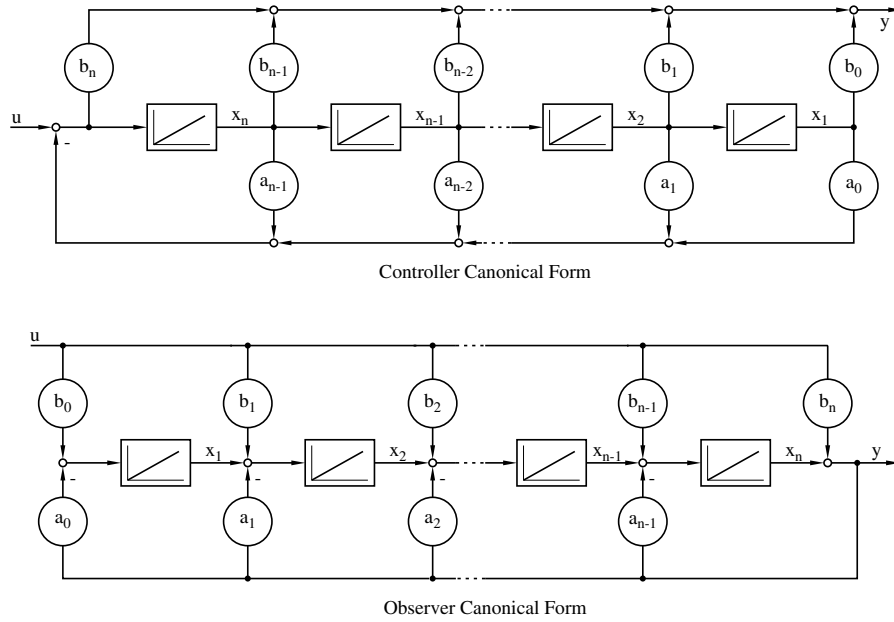 y
b_n b_{n-1} b_{n-2} b_1 b_0
u x_n x_{n-1} x_2 x_1
-
a_{n-1} a_{n-2} a_1 a_0
Controller Canonical Form
u
b_0 b_1 b_2 b_{n-1} b_n
x_1 x_2 x_{n-1} x_n y
- - - - 
a_0 a_1 a_2 a_{n-1}
Observer Canonical Form